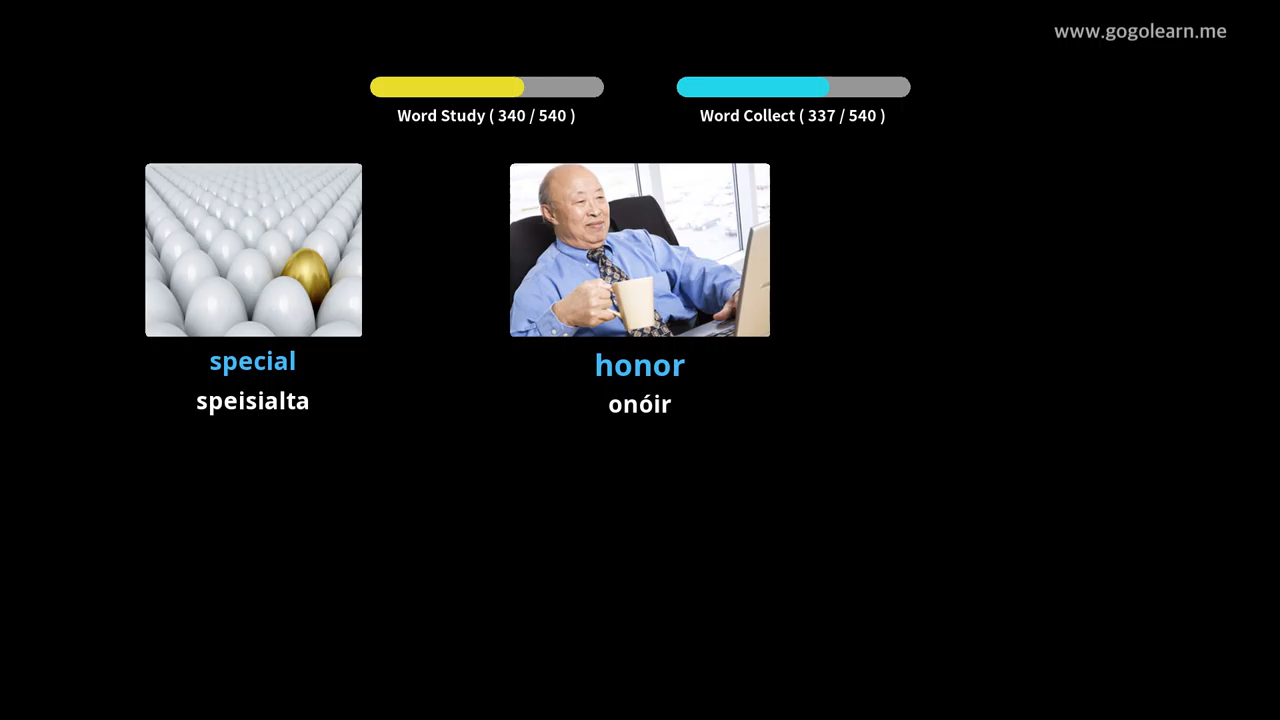 www.gogolearn.me
Word Study ( 340 / 540 )
Word Collect ( 337 / 540 )
special
speisialta
honor
onóir